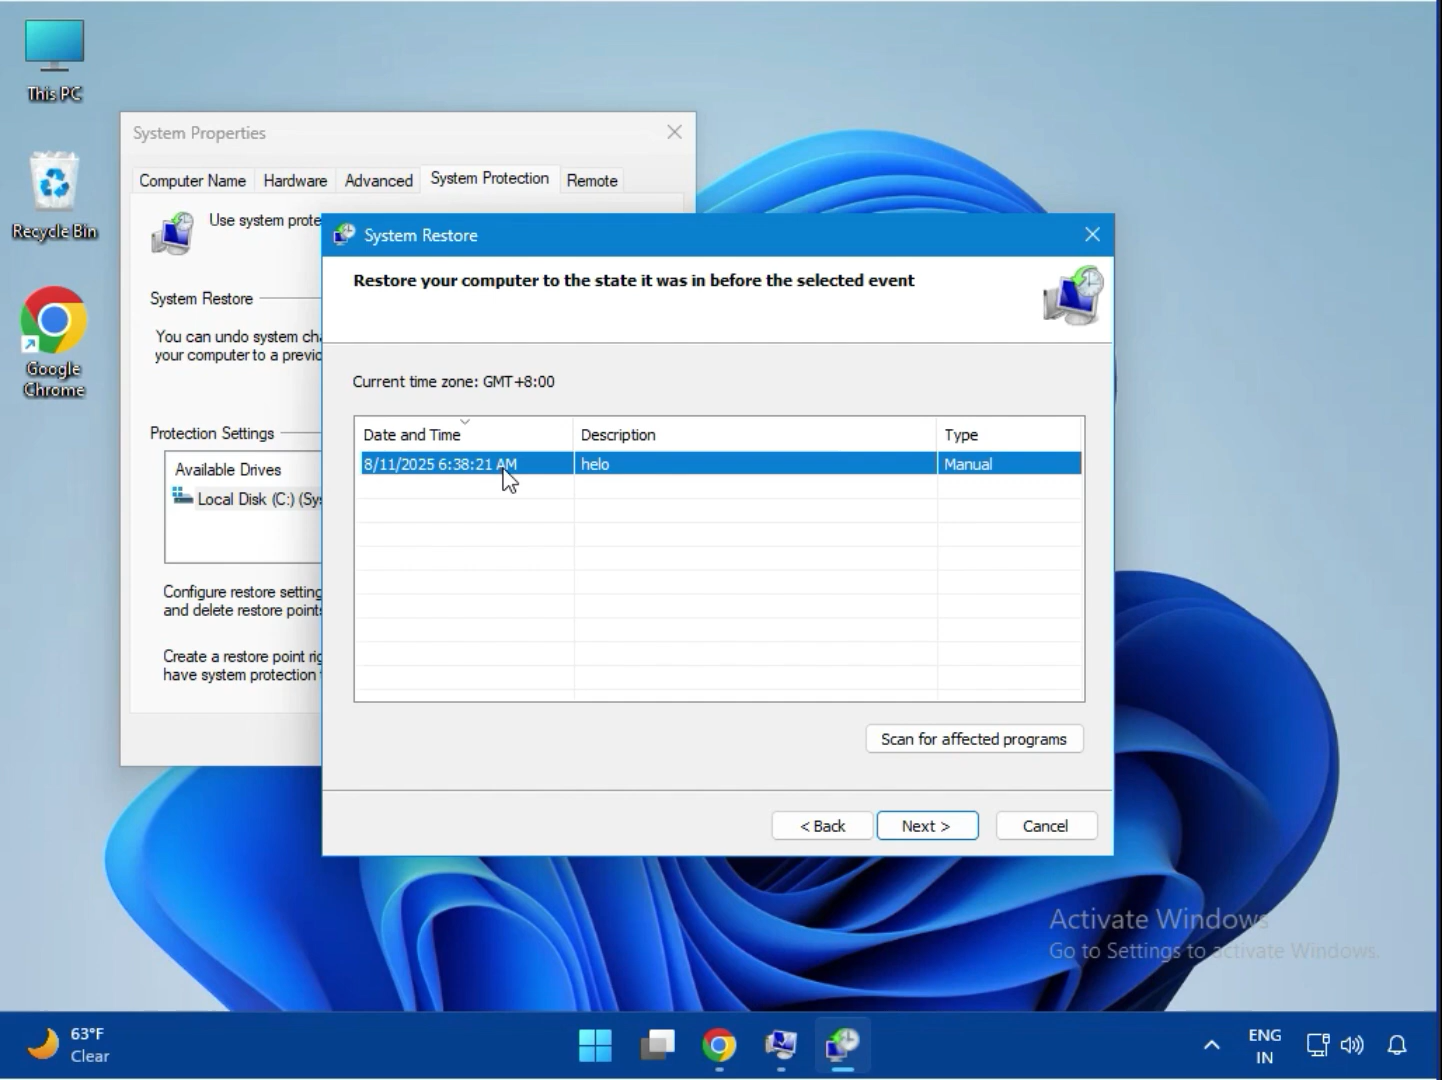 This PC
Recycle Bin
Google
Chrome
System Properties
Computer Name
Hardware
Advanced
System Protection
Remote
Use system prote
System Restore
You can undo system cha
your computer to a previo
Protection Settings
Available Drives
Local Disk (C:) (Sys
Configure restore setting
and delete restore points
Create a restore point rig
have system protection
System Restore
Restore your computer to the state it was in before the selected event
Current time zone: GMT+8:00
Date and Time Description Type
8/11/2025 6:38:21 AM helo Manual
Scan for affected programs
< Back Next > Cancel
Activate Windows
Go to Settings to activate Windows.
63°F
Clear
ENG
IN